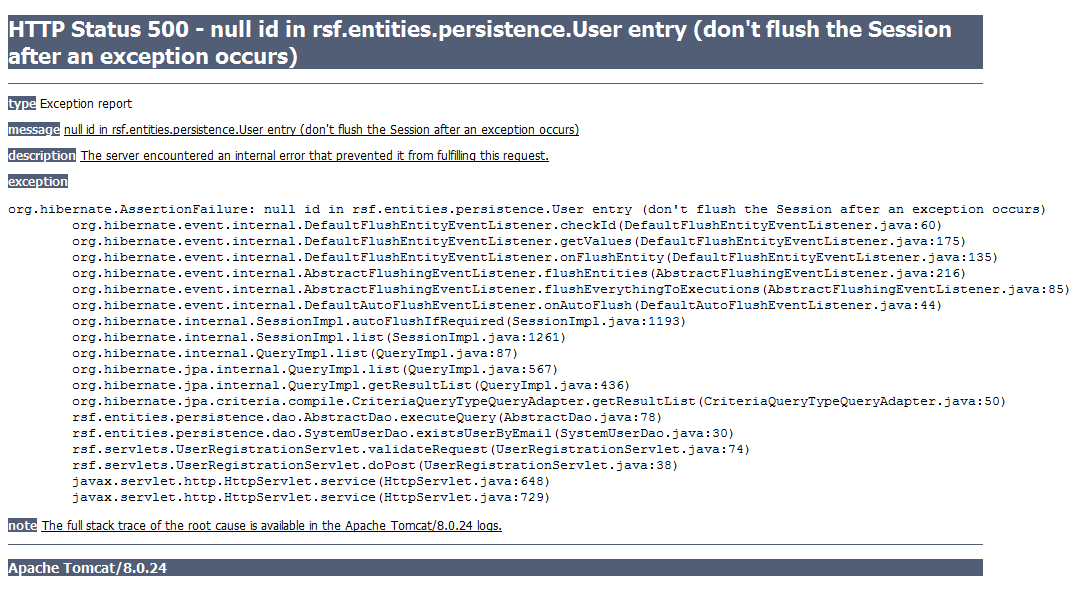 HTTP Status 500 - null id in rsf.entities.persistence.User entry (don't flush the Session
after an exception occurs)
type Exception report
message null id in rsf.entities.persistence.User entry (don't flush the Session after an exception occurs)
description The server encountered an internal error that prevented it from fulfilling this request.
exception
org.hibernate.AssertionFailure: null id in rsf.entities.persistence.User entry (don't flush the Session after an exception occurs)
org.hibernate.event.internal.DefaultFlushEntityEventListener.checkId(DefaultFlushEntityEventListener.java:60)
org.hibernate.event.internal.DefaultFlushEntityEventListener.getValues(DefaultFlushEntityEventListener.java:175)
org.hibernate.event.internal.DefaultFlushEntityEventListener.onFlushEntity(DefaultFlushEntityEventListener.java:135)
org.hibernate.event.internal.AbstractFlushingEventListener.flushEntities(AbstractFlushingEventListener.java:216)
org.hibernate.event.internal.AbstractFlushingEventListener.flushEverythingToExecutions(AbstractFlushingEventListener.java:85)
org.hibernate.event.internal.DefaultAutoFlushEventListener.onAutoFlush(DefaultAutoFlushEventListener.java:44)
org.hibernate.internal.SessionImpl.autoFlushIfRequired(SessionImpl.java:1193)
org.hibernate.internal.SessionImpl.list(SessionImpl.java:1261)
org.hibernate.internal.QueryImpl.list(QueryImpl.java:87)
org.hibernate.jpa.internal.QueryImpl.list(QueryImpl.java:567)
org.hibernate.jpa.internal.QueryImpl.getResultList(QueryImpl.java:436)
org.hibernate.jpa.criteria.compile.CriteriaQueryTypeQueryAdapter.getResultList(CriteriaQueryTypeQueryAdapter.java:50)
rsf.entities.persistence.dao.AbstractDao.executeQuery(AbstractDao.java:78)
rsf.entities.persistence.dao.SystemUserDao.existsUserByEmail(SystemUserDao.java:30)
rsf.servlets.UserRegistrationServlet.validateRequest(UserRegistrationServlet.java:74)
rsf.servlets.UserRegistrationServlet.doPost(UserRegistrationServlet.java:38)
javax.servlet.http.HttpServlet.service(HttpServlet.java:648)
javax.servlet.http.HttpServlet.service(HttpServlet.java:729)
note The full stack trace of the root cause is available in the Apache Tomcat/8.0.24 logs.
Apache Tomcat/8.0.24